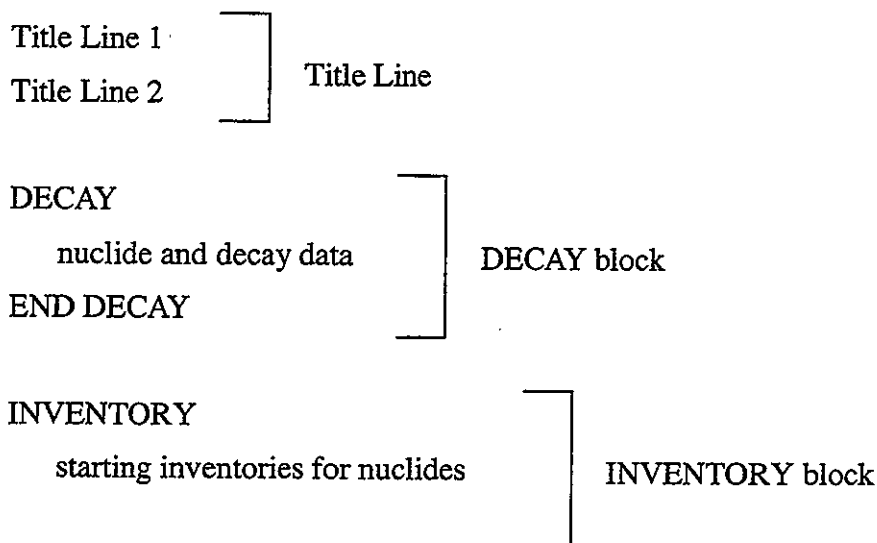 Title Line 1
Title Line
Title Line 2
DECAY
nuclide and decay data
DECAY block
END DECAY
INVENTORY
starting inventories for nuclides
INVENTORY block